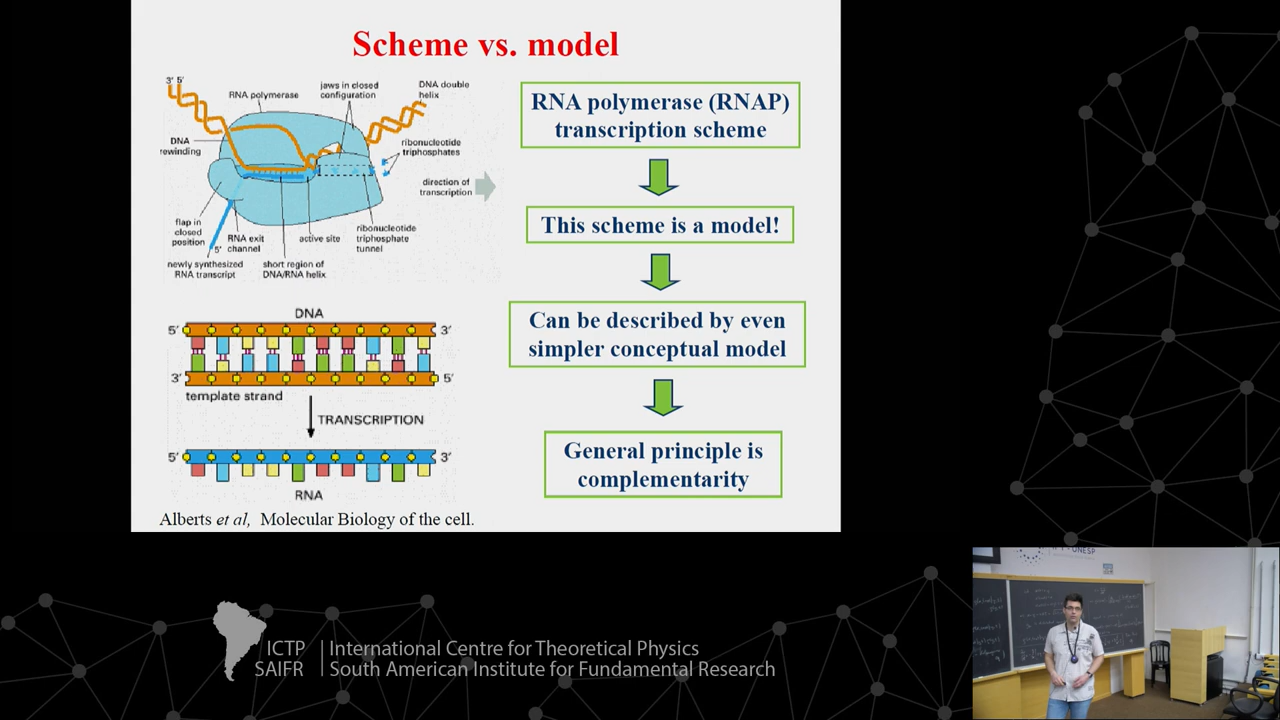 Scheme vs. model
3' 5'
RNA polymerase
jaws in closed
configuration
DNA double
helix
DNA
rewinding
ribonucleotide
triphosphates
direction of
transcription
flap in
closed
position
5'
RNA exit
channel
active site
ribonucleotide
triphosphate
tunnel
newly synthesized
RNA transcript
short region of
DNA/RNA helix
DNA
5' 3'
3' 5'
template strand
TRANSCRIPTION
5' 3'
RNA
Alberts et al, Molecular Biology of the cell.
RNA polymerase (RNAP)
transcription scheme
This scheme is a model!
Can be described by even
simpler conceptual model
General principle is
complementarity
ICTP
SAIFR
International Centre for Theoretical Physics
South American Institute for Fundamental Research
UNESP